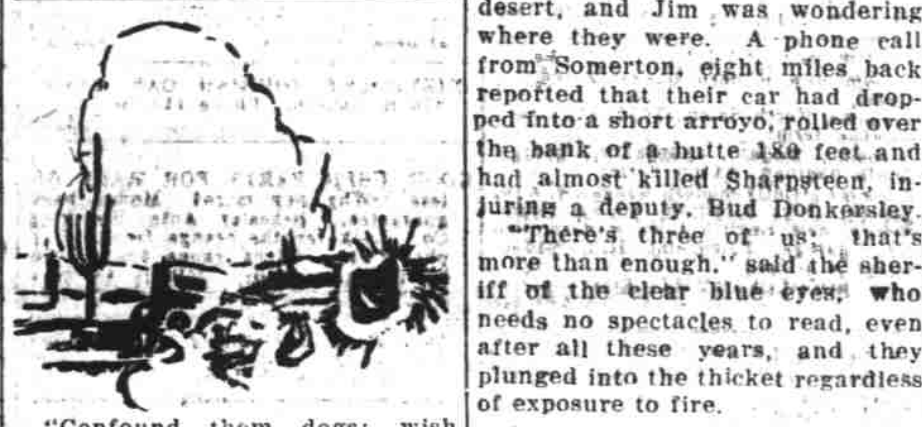 "Confound them dogs; wish
desert, and Jim was wondering
where they were. A phone call
from Somerton, eight miles back
reported that their car had drop-
ped into a short arroyo, rolled over
the bank of a butte 180 feet and
had almost killed Sharpsteen, in-
juring a deputy, Bud Donkersley.
"There's three of us, that's
more than enough," said the sher-
iff of the clear blue eyes, who
needs no spectacles to read, even
after all these years, and they
plunged into the thicket regardless
of exposure to fire.